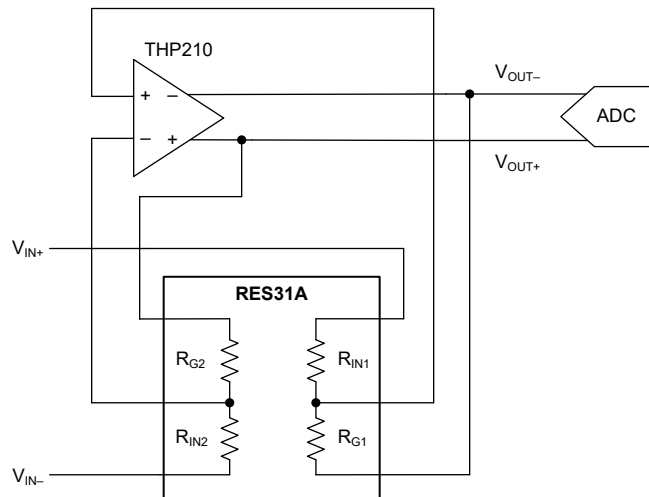 THP210
+ −
− +
V_OUT−
ADC
V_OUT+
V_IN+
RES31A
R_G2
R_IN1
R_IN2
R_G1
V_IN−